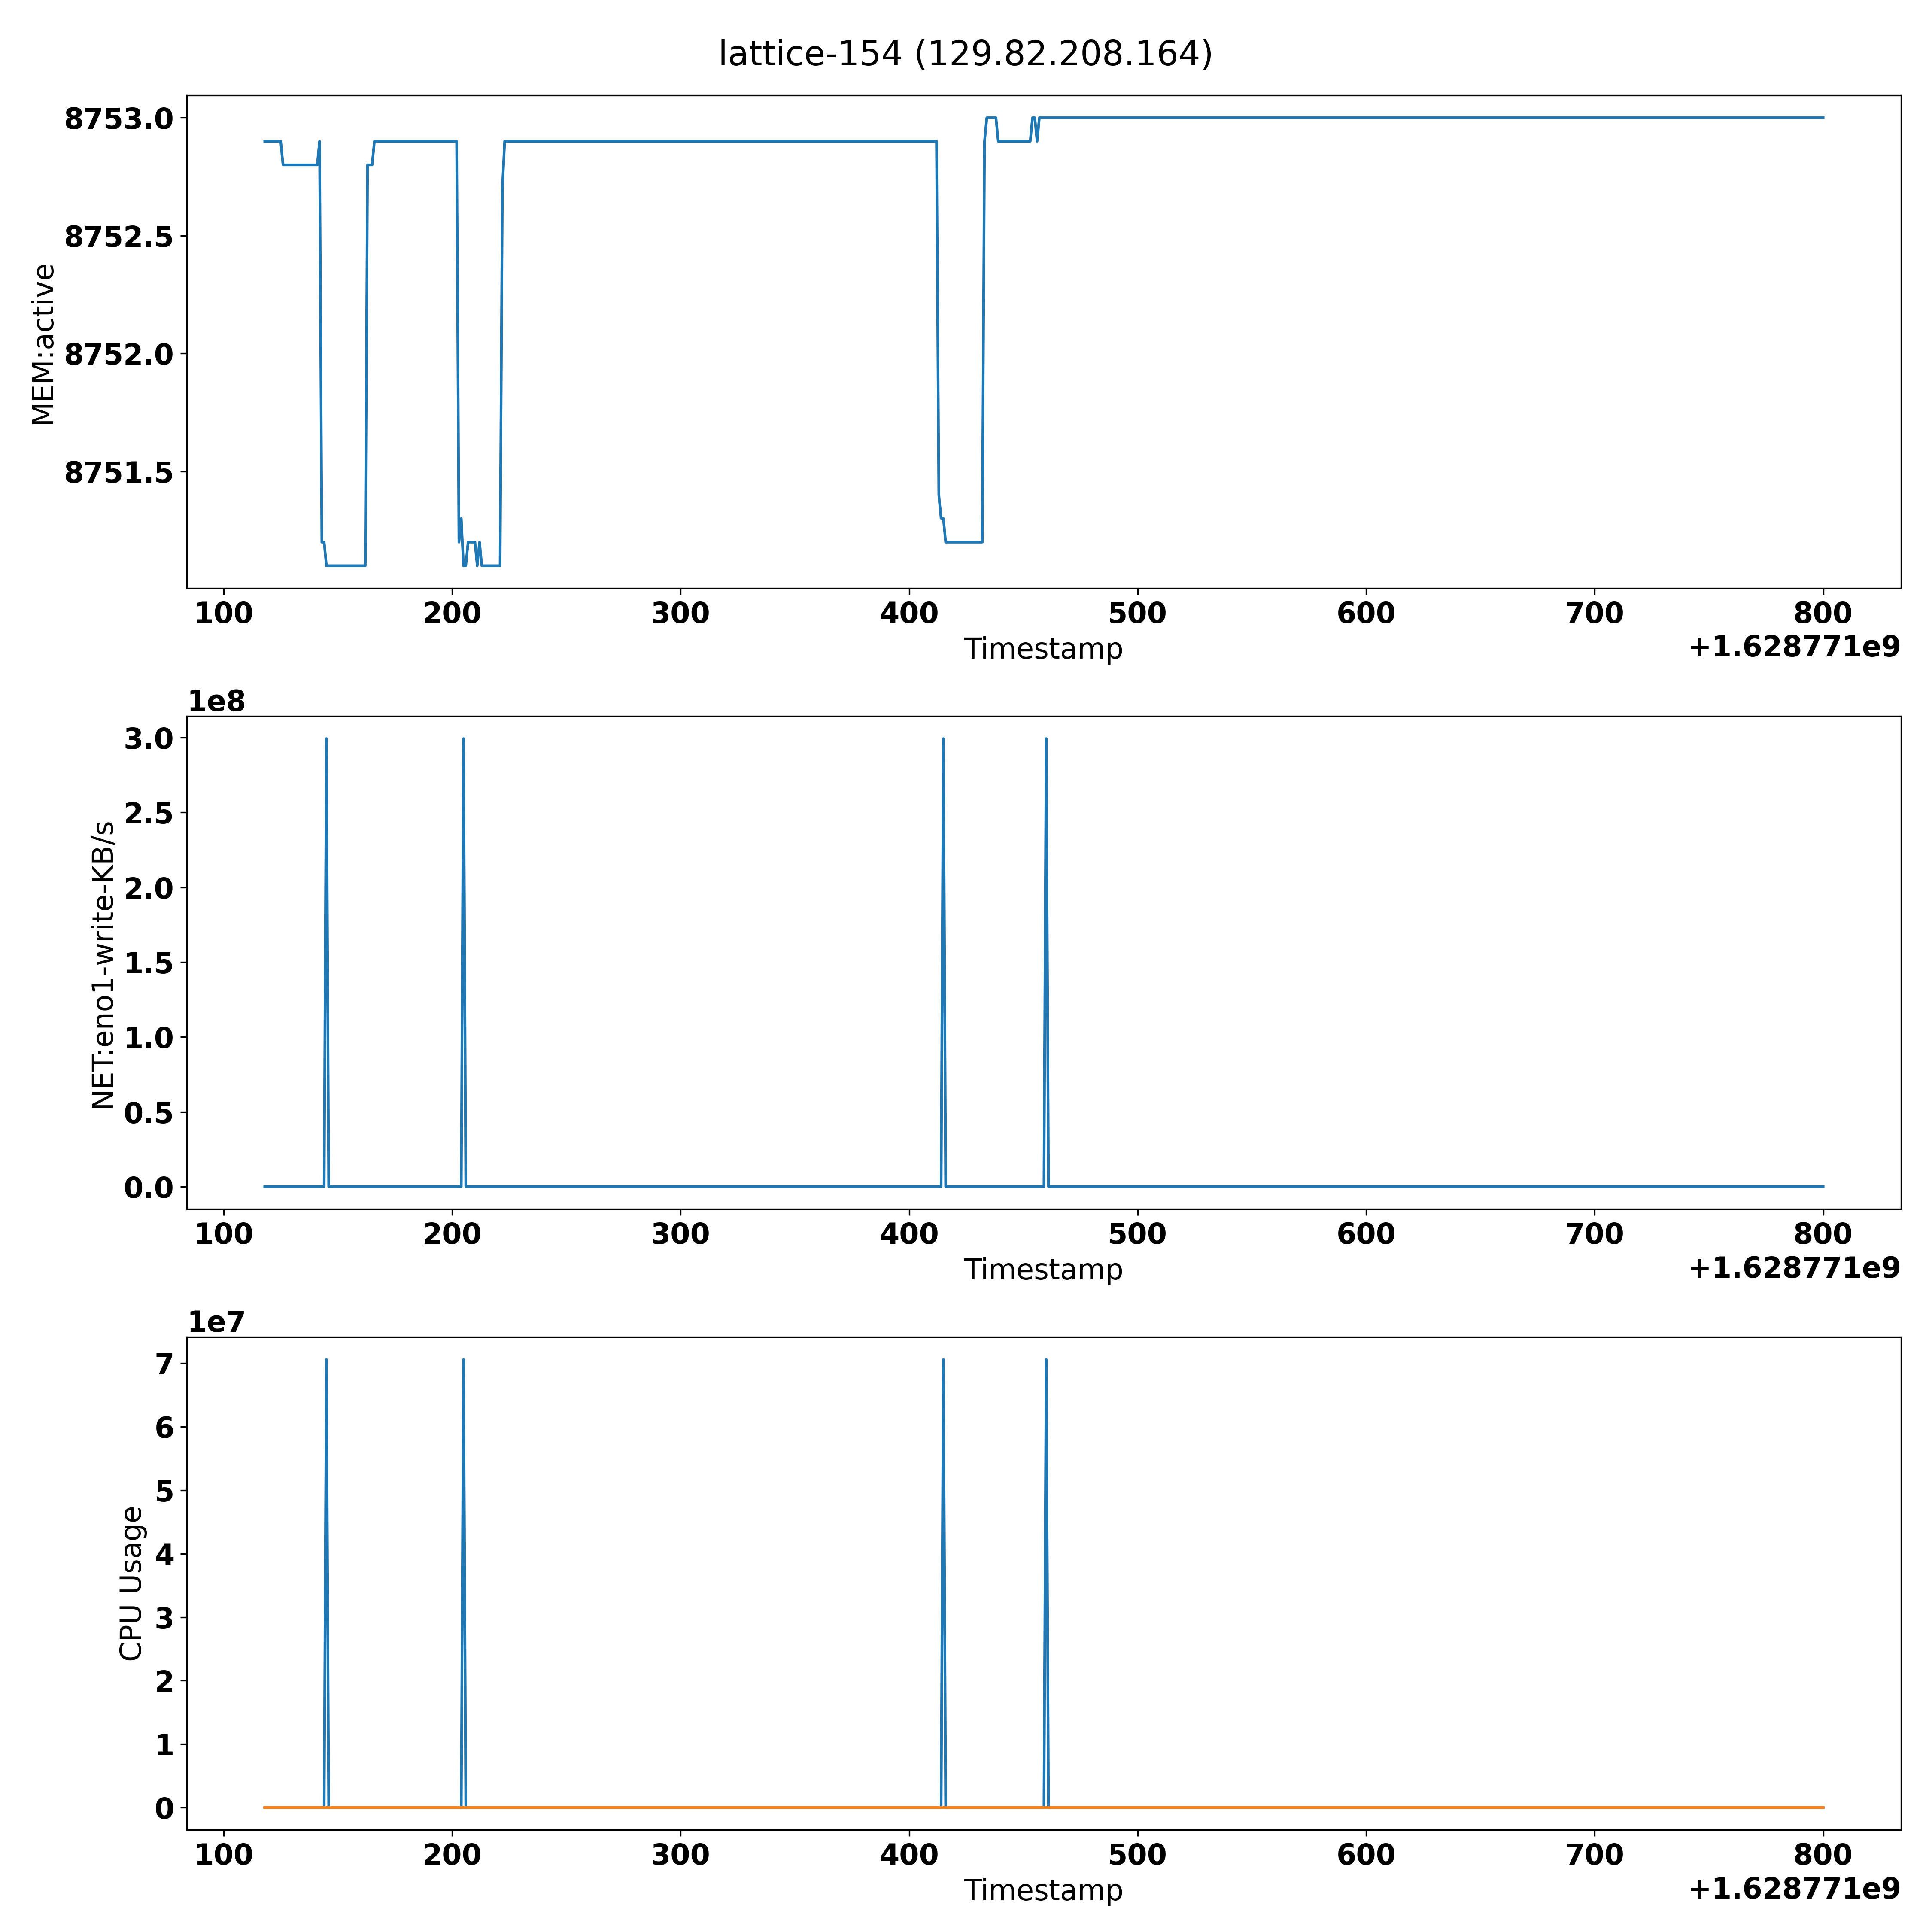 lattice-154 (129.82.208.164)
8753.0
8752.5
8752.0
8751.5
MEM:active
100 200 300 400 500 600 700 800
Timestamp
+1.628771e9
1e8
3.0
2.5
2.0
1.5
1.0
0.5
0.0
NET:eno1-write-KB/s
100 200 300 400 500 600 700 800
Timestamp
+1.628771e9
1e7
7
6
5
4
3
2
1
0
CPU Usage
100 200 300 400 500 600 700 800
Timestamp
+1.628771e9